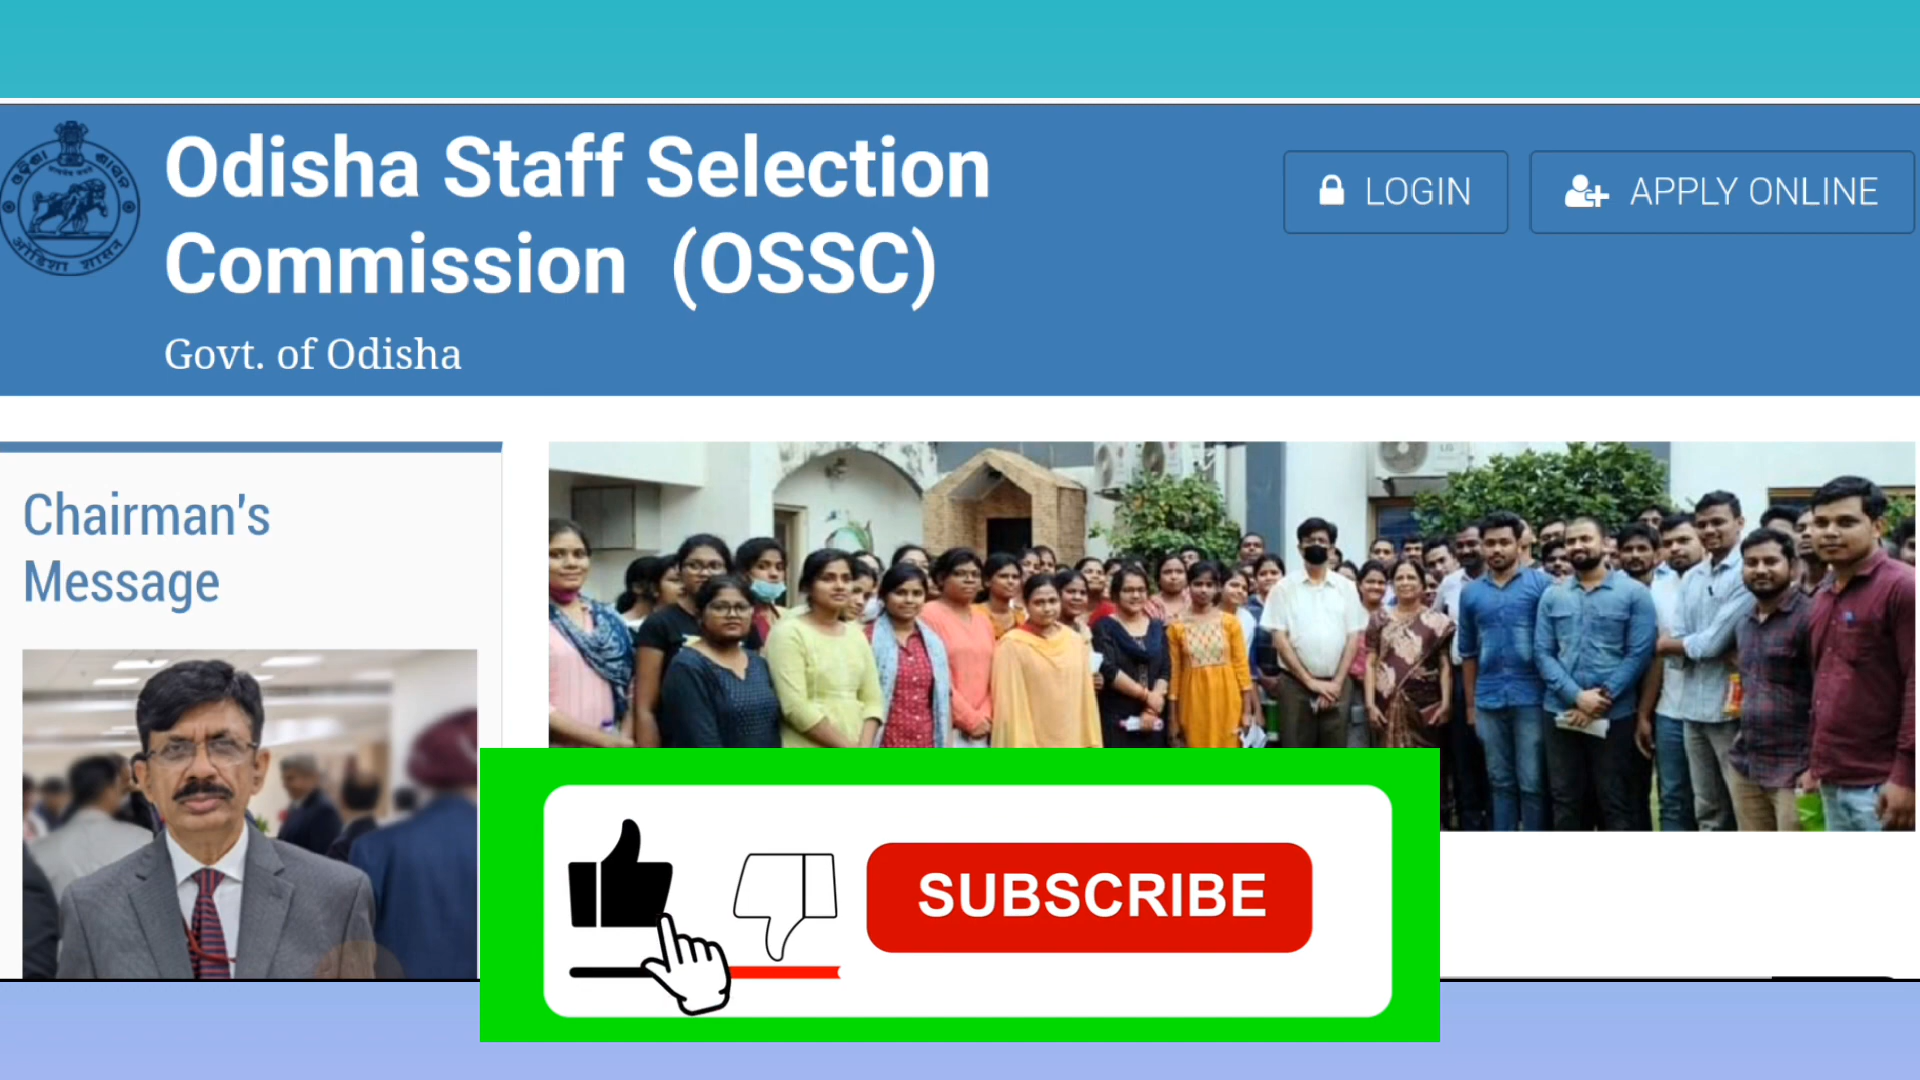 Odisha Staff Selection
Commission (OSSC)
Govt. of Odisha
LOGIN
APPLY ONLINE
Chairman's
Message
SUBSCRIBE